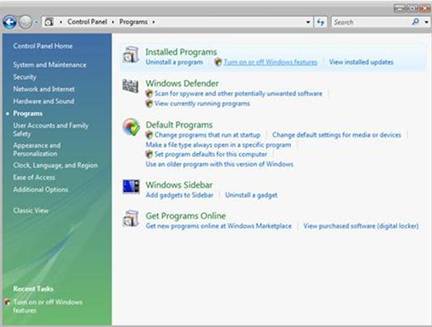 Control Panel ▸ Programs ▸
Search
Control Panel Home
System and Maintenance
Security
Network and Internet
Hardware and Sound
Programs
User Accounts and Family
Safety
Appearance and
Personalization
Clock, Language, and Region
Ease of Access
Additional Options
Classic View
Recent Tasks
Turn on or off Windows
features
Installed Programs
Uninstall a program
Turn on or off Windows features
View installed updates
Windows Defender
Scan for spyware and other potentially unwanted software
View currently running programs
Default Programs
Change programs that run at startup
Change default settings for media or devices
Make a file type always open in a specific program
Set program defaults for this computer
Use an older program with this version of Windows
Windows Sidebar
Add gadgets to Sidebar
Uninstall a gadget
Get Programs Online
Get new programs online at Windows Marketplace
View purchased software (digital locker)